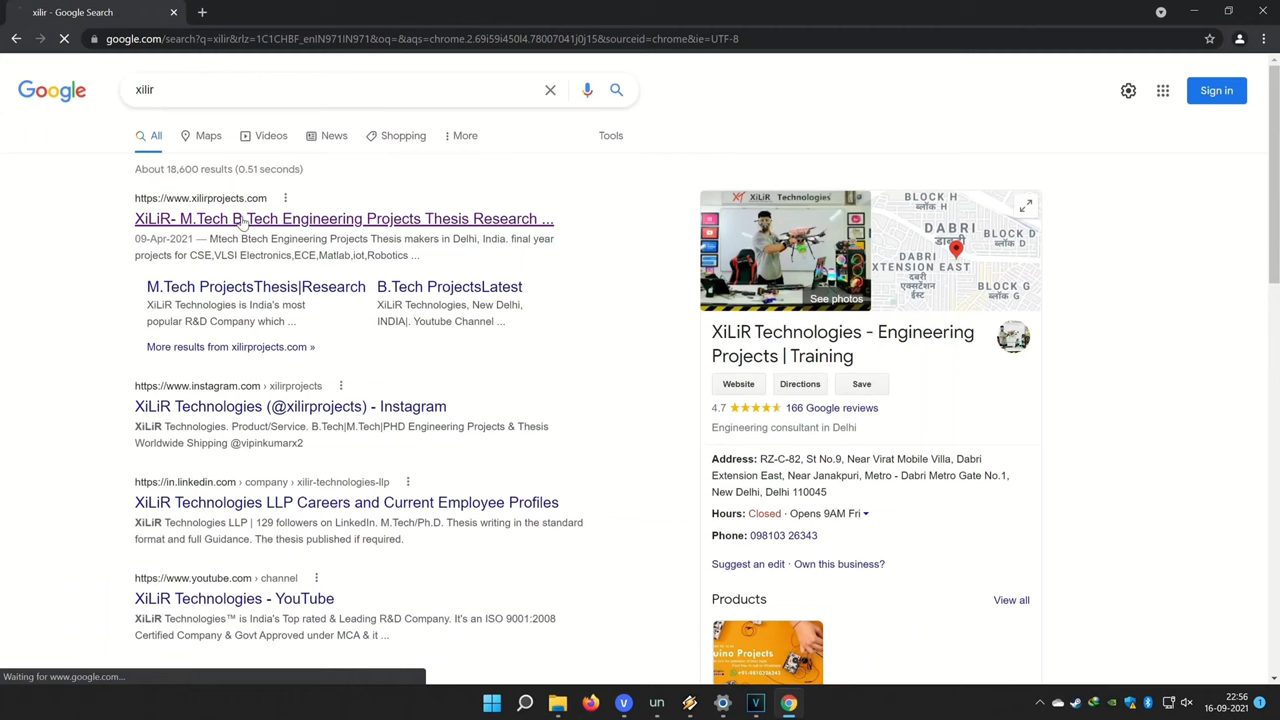 xilir - Google Search
google.com/search?q=xilir&rlz=1C1CHBF_enIN971IN971&oq=&aqs=chrome.2.69i59i450l4.78007041j0j15&sourceid=chrome&ie=UTF-8
Google
xilir
Sign in
All
Maps
Videos
News
Shopping
More
Tools
About 18,600 results (0.51 seconds)
https://www.xilirprojects.com
XiLiR- M. Tech B.Tech Engineering Projects Thesis Research ...
09-Apr-2021 — Mtech Btech Engineering Projects Thesis makers in Delhi, India. final year
projects for CSE,VLSI Electronics,ECE,Matlab,iot,Robotics ...
M.Tech ProjectsThesis|Research
XiLiR Technologies is India's most
popular R&D Company which ...
B.Tech ProjectsLatest
XiLiR Technologies, New Delhi,
INDIA|. Youtube Channel ...
More results from xilirprojects.com »
https://www.instagram.com › xilirprojects
XiLiR Technologies (@xilirprojects) - Instagram
XiLiR Technologies. Product/Service. B.Tech|M.Tech|PHD Engineering Projects & Thesis
Worldwide Shipping @vipinkumarx2
https://in.linkedin.com › company › xilir-technologies-llp
XiLiR Technologies LLP Careers and Current Employee Profiles
XiLiR Technologies LLP | 129 followers on LinkedIn. M.Tech/Ph.D. Thesis writing in the standard
format and full Guidance. The thesis published if required.
https://www.youtube.com › channel
XiLiR Technologies - YouTube
XiLiR Technologies™ is India's Top rated & Leading R&D Company. It's an ISO 9001:2008
Certified Company & Govt Approved under MCA & it ...
XiLiR Technologies
See photos
BLOCK H
ब्लॉक H
DABRI
डाबड़ी
BLOCK D
ब्लॉक D
DABRI
EXTENSION EAST
दबरी
एक्सटेंशन
ईस्ट
BLOCK G
ब्लॉक G
XiLiR Technologies - Engineering
Projects | Training
Website
Directions
Save
4.7
166 Google reviews
Engineering consultant in Delhi
Address: RZ-C-82, St No.9, Near Virat Mobile Villa, Dabri
Extension East, Near Janakpuri, Metro - Dabri Metro Gate No.1,
New Delhi, Delhi 110045
Hours: Closed · Opens 9AM Fri
Phone: 098103 26343
Suggest an edit · Own this business?
Products
View all
uino Projects
Waiting for www.google.com...
un
22:56
16-09-2021